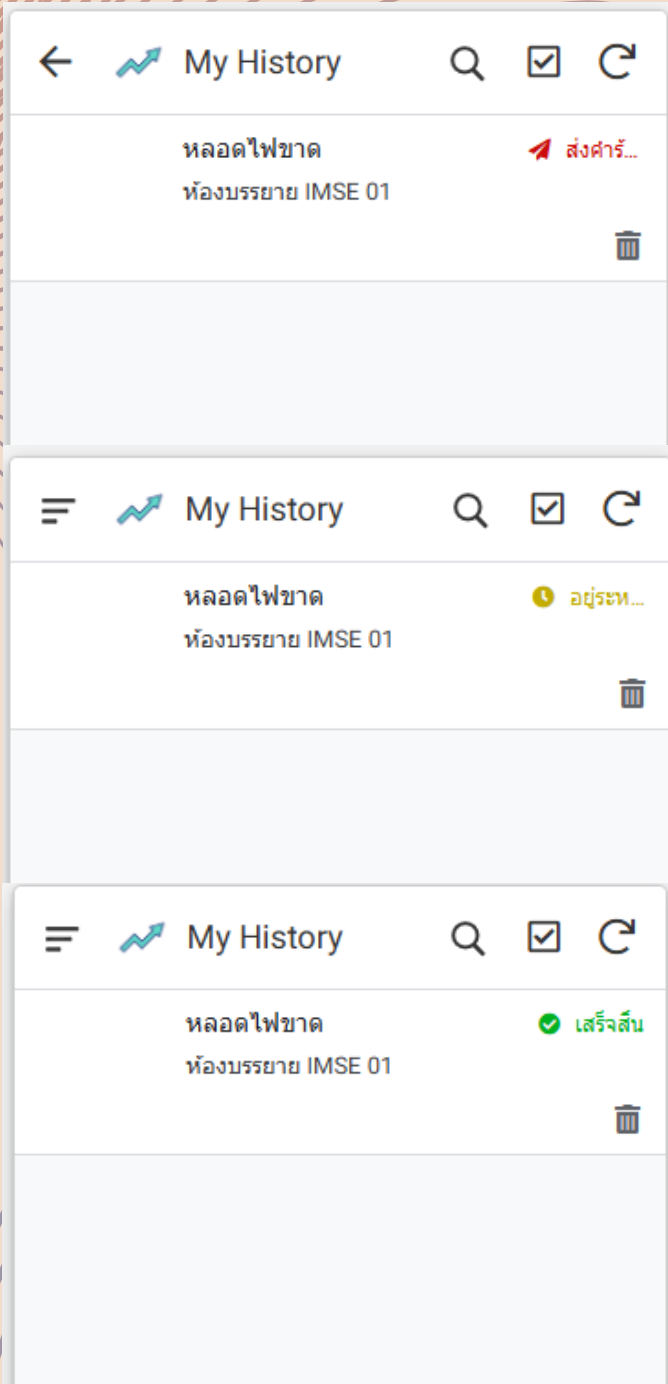 My History
หลอดไฟขาด
ส่งคำร้...
ห้องบรรยาย IMSE 01
My History
หลอดไฟขาด
อยู่ระห...
ห้องบรรยาย IMSE 01
My History
หลอดไฟขาด
เสร็จสิ้น
ห้องบรรยาย IMSE 01